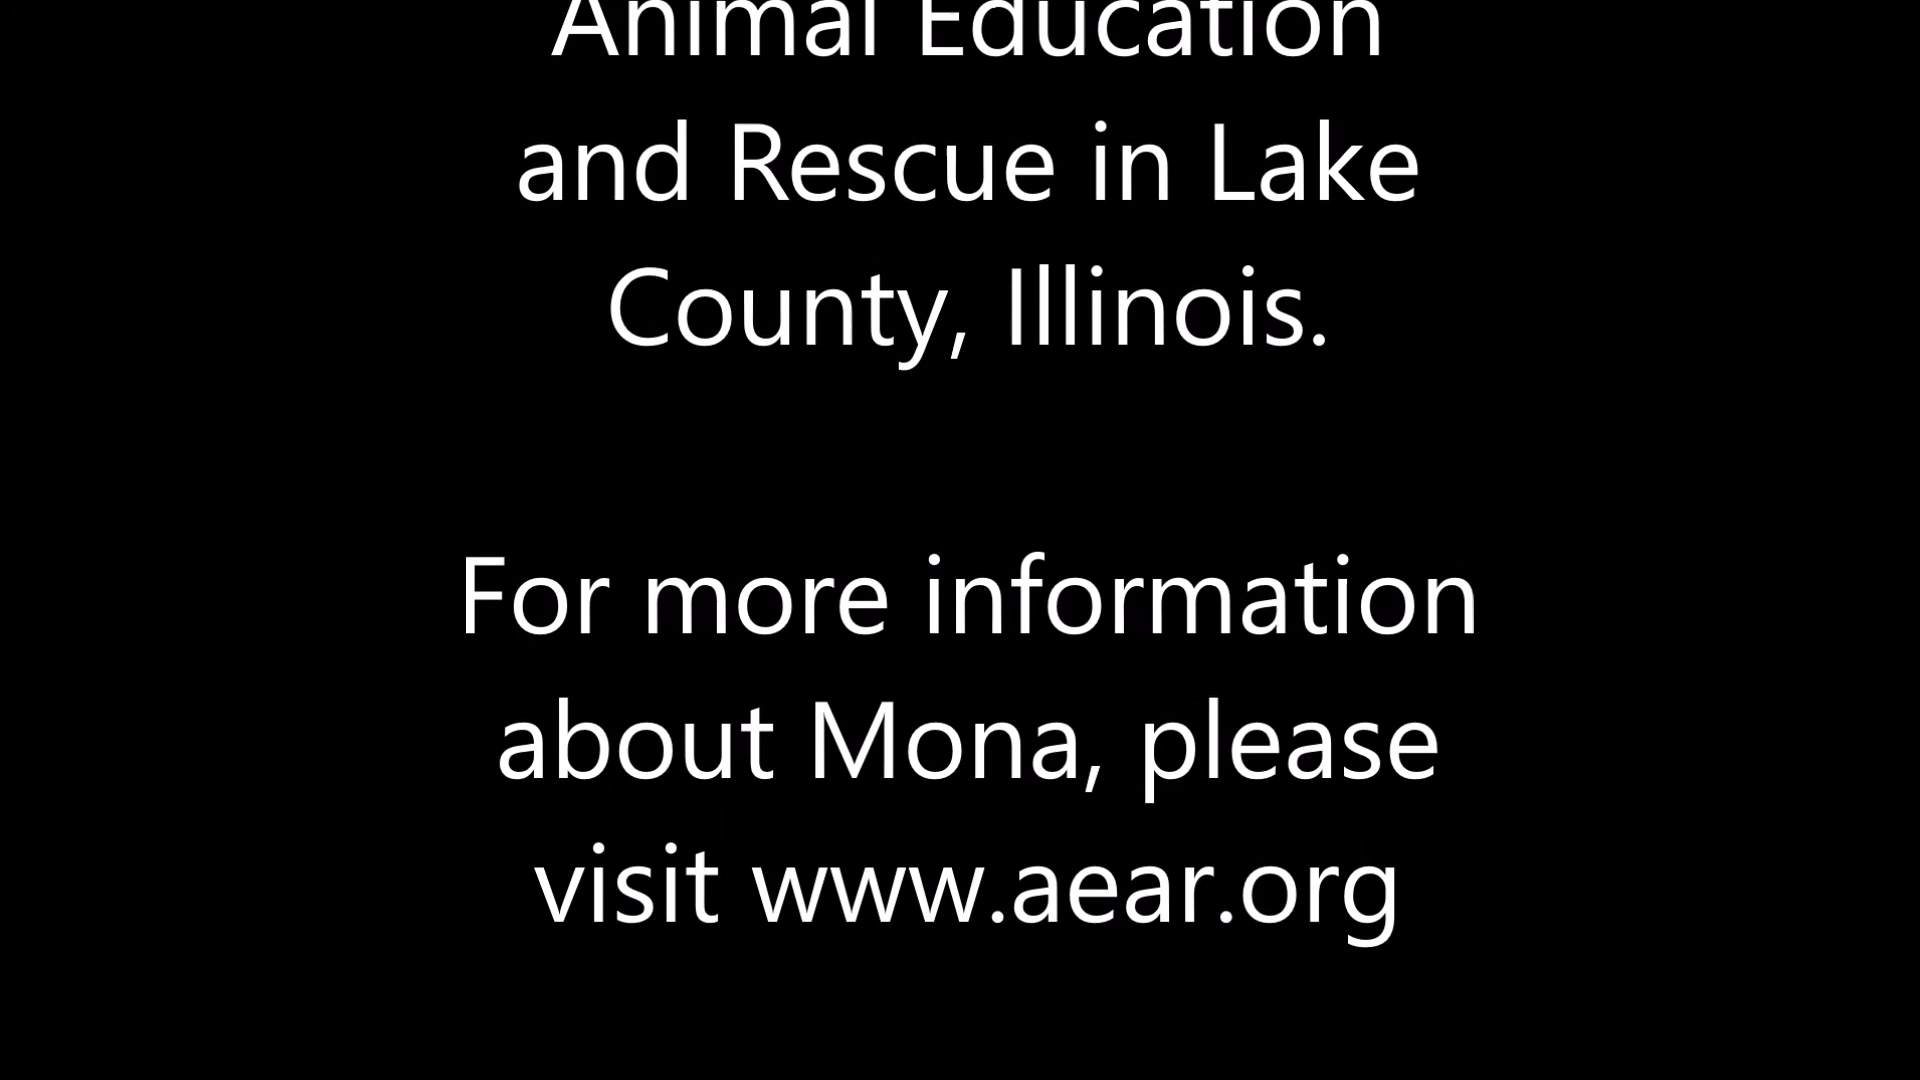 Animal Education
and Rescue in Lake
County, Illinois.
For more information
about Mona, please
visit www.aear.org